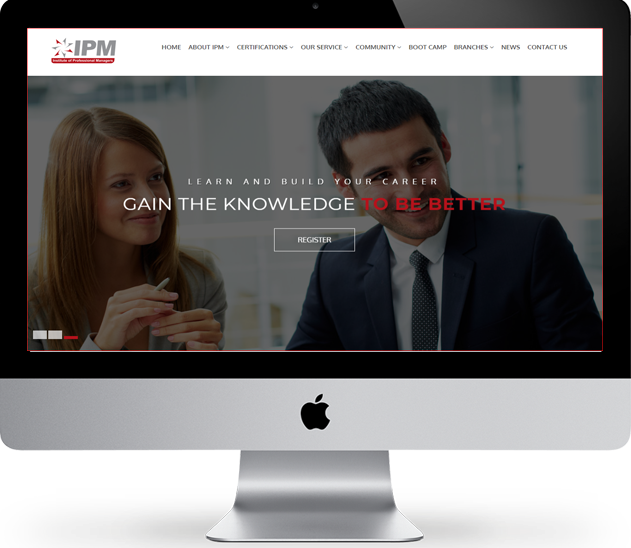 IPM
Institute of Professional Managers
HOME ABOUT IPM CERTIFICATIONS OUR SERVICE COMMUNITY BOOT CAMP BRANCHES NEWS CONTACT US
LEARN AND BUILD YOUR CAREER
GAIN THE KNOWLEDGE TO BE BETTER
REGISTER